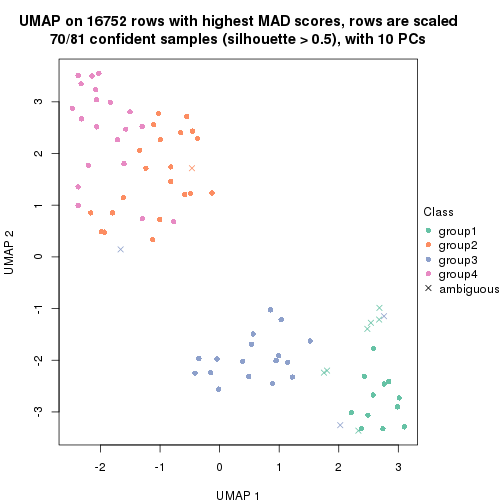 UMAP on 16752 rows with highest MAD scores, rows are scaled
70/81 confident samples (silhouette > 0.5), with 10 PCs
3
2
1
0
-1
-2
-3
UMAP 2
-2
-1
0
1
2
3
UMAP 1
Class
group1
group2
group3
group4
ambiguous